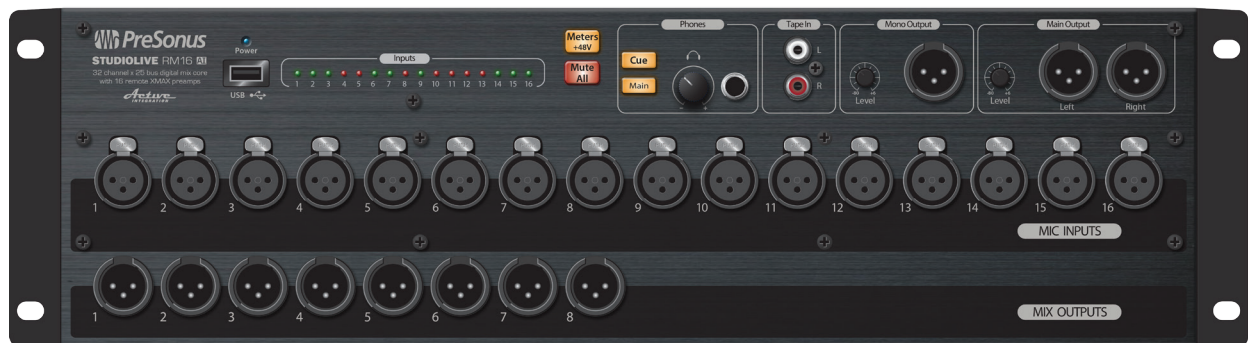 PreSonus
STUDIOLIVE RM16 AI
32 channel x 25 bus digital mix core
with 16 remote XMAX preamps
Active
INTEGRATION
Power
USB
Inputs
1 2 3 4 5 6 7 8 9 10 11 12 13 14 15 16
Meters
+48V
Mute
All
Phones
Cue
Main
Tape In
L
R
Mono Output
Level
Main Output
Level
Left
Right
1 2 3 4 5 6 7 8 9 10 11 12 13 14 15 16
MIC INPUTS
1 2 3 4 5 6 7 8
MIX OUTPUTS